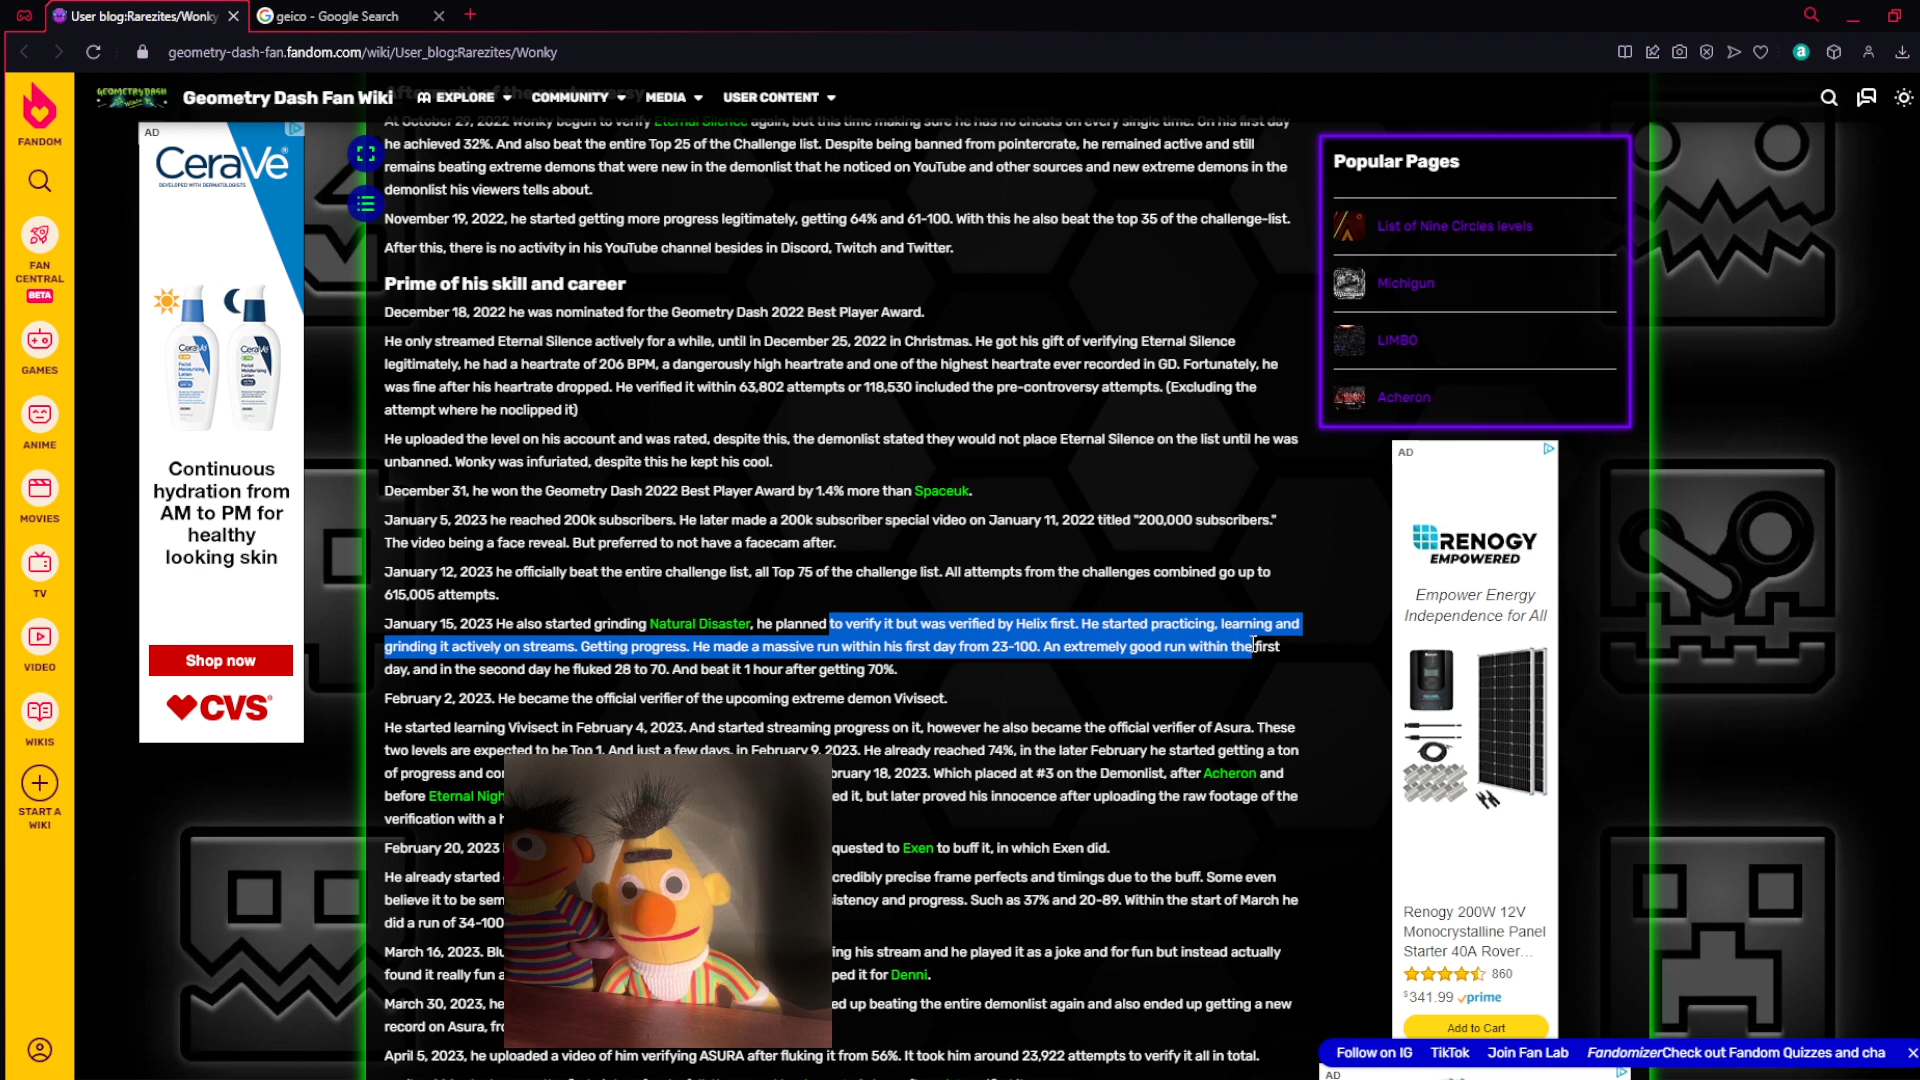 User blog:Rarezites/Wonky
geico - Google Search
geometry-dash-fan.fandom.com/wiki/User_blog:Rarezites/Wonky
FANDOM
FAN
CENTRAL
BETA
GAMES
ANIME
MOVIES
TV
VIDEO
WIKIS
START A
WIKI
GEOMETRY DASH
Geometry Dash Fan Wiki
EXPLORE
COMMUNITY
MEDIA
USER CONTENT
AD
CeraVe
DEVELOPED WITH DERMATOLOGISTS
Continuous
hydration from
AM to PM for
healthy
looking skin
Shop now
CVS
At October 29, 2022 Wonky begun to verify Eternal Silence again, but this time making sure he has no cheats on every single time. On his first day
he achieved 32%. And also beat the entire Top 25 of the Challenge list. Despite being banned from pointercrate, he remained active and still
remains beating extreme demons that were new in the demonlist that he noticed on YouTube and other sources and new extreme demons in the
demonlist his viewers tells about.
November 19, 2022, he started getting more progress legitimately, getting 64% and 61-100. With this he also beat the top 35 of the challenge-list.
After this, there is no activity in his YouTube channel besides in Discord, Twitch and Twitter.
Prime of his skill and career
December 18, 2022 he was nominated for the Geometry Dash 2022 Best Player Award.
He only streamed Eternal Silence actively for a while, until in December 25, 2022 in Christmas. He got his gift of verifying Eternal Silence
legitimately, he had a heartrate of 206 BPM, a dangerously high heartrate and one of the highest heartrate ever recorded in GD. Fortunately, he
was fine after his heartrate dropped. He verified it within 63,802 attempts or 118,530 included the pre-controversy attempts. (Excluding the
attempt where he noclipped it)
He uploaded the level on his account and was rated, despite this, the demonlist stated they would not place Eternal Silence on the list until he was
unbanned. Wonky was infuriated, despite this he kept his cool.
December 31, he won the Geometry Dash 2022 Best Player Award by 1.4% more than Spaceuk.
January 5, 2023 he reached 200k subscribers. He later made a 200k subscriber special video on January 11, 2022 titled "200,000 subscribers."
The video being a face reveal. But preferred to not have a facecam after.
January 12, 2023 he officially beat the entire challenge list, all Top 75 of the challenge list. All attempts from the challenges combined go up to
615,005 attempts.
January 15, 2023 He also started grinding Natural Disaster, he planned to verify it but was verified by Helix first. He started practicing, learning and
grinding it actively on streams. Getting progress. He made a massive run within his first day from 23-100. An extremely good run within the first
day, and in the second day he fluked 28 to 70. And beat it 1 hour after getting 70%.
February 2, 2023. He became the official verifier of the upcoming extreme demon Vivisect.
He started learning Vivisect in February 4, 2023. And started streaming progress on it, however he also became the official verifier of Asura. These
two levels are expected to be Top 1. And just a few days, in February 9, 2023. He already reached 74%, in the later February he started getting a ton
of progress and bruary 18, 2023. Which placed at #3 on the Demonlist, after Acheron and
before Eternal ed it, but later proved his innocence after uploading the raw footage of the
verification with a
February 20, 2023 quested to Exen to buff it, in which Exen did.
He already started credibly precise frame perfects and timings due to the buff. Some even
believe it to be sem istency and progress. Such as 37% and 20-89. Within the start of March he
did a run of 34-100
March 16, 2023. Blu ing his stream and he played it as a joke and for fun but instead actually
found it really fun a ped it for Denni.
March 30, 2023, he ed up beating the entire demonlist again and also ended up getting a new
record on Asura, fr
April 5, 2023, he uploaded a video of him verifying ASURA after fluking it from 56%. It took him around 23,922 attempts to verify it all in total.
Popular Pages
List of Nine Circles levels
Michigun
LIMBO
Acheron
AD
RENOGY
EMPOWERED
Empower Energy
Independence for All
Renogy 200W 12V
Monocrystalline Panel
Starter 40A Rover...
860
$341.99 prime
Add to Cart
Follow on IG
TikTok
Join Fan Lab
FandomizerCheck out Fandom Quizzes and cha
AD